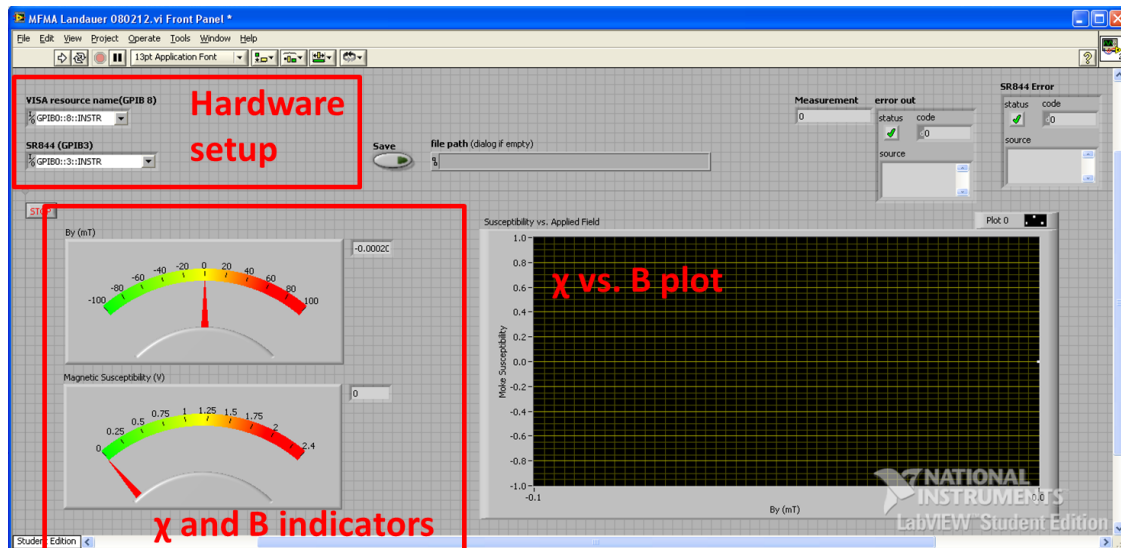 MFMA Landauer 080212.vi Front Panel *
File Edit View Project Operate Tools Window Help
13pt Application Font
VISA resource name(GPIB 8)
GPIB0::8::INSTR
SR844 (GPIB3)
GPIB0::3::INSTR
Hardware
setup
Save
file path (dialog if empty)
Measurement
0
error out
status code
0
source
SR844 Error
status code
0
source
STOP
By (mT)
-0.00020
-100 -80 -60 -40 -20 0 20 40 60 80 100
Magnetic Susceptibility (V)
0
0 0.25 0.5 0.75 1 1.25 1.5 1.75 2 2.4
χ and B indicators
Susceptibility vs. Applied Field
Plot 0
χ vs. B plot
Moke Susceptibility
1.0
0.8
0.6
0.4
0.2
0.0
-0.2
-0.4
-0.6
-0.8
-1.0
-0.1 0.0
By (mT)
NATIONAL
INSTRUMENTS
LabVIEW Student Edition
Student Edition